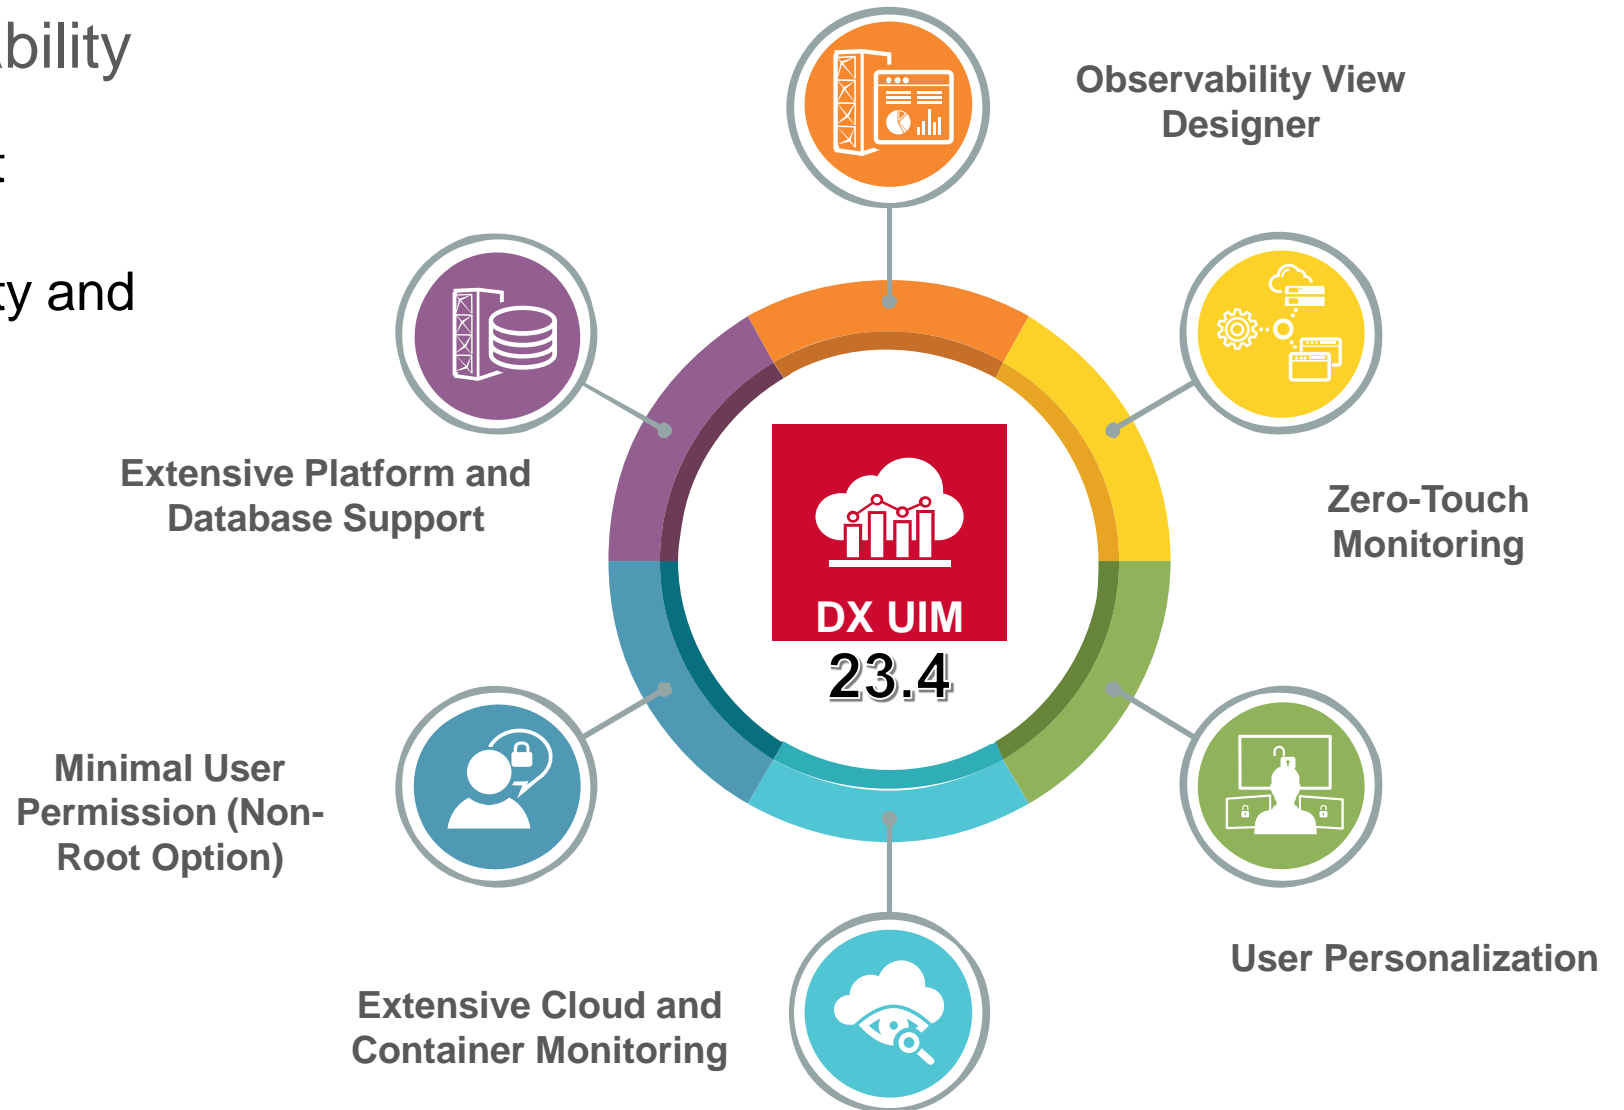 bility
t
ty and
Observability View
Designer
Extensive Platform and
Database Support
Zero-Touch
Monitoring
DX UIM
23.4
Minimal User
Permission (Non-
Root Option)
User Personalization
Extensive Cloud and
Container Monitoring